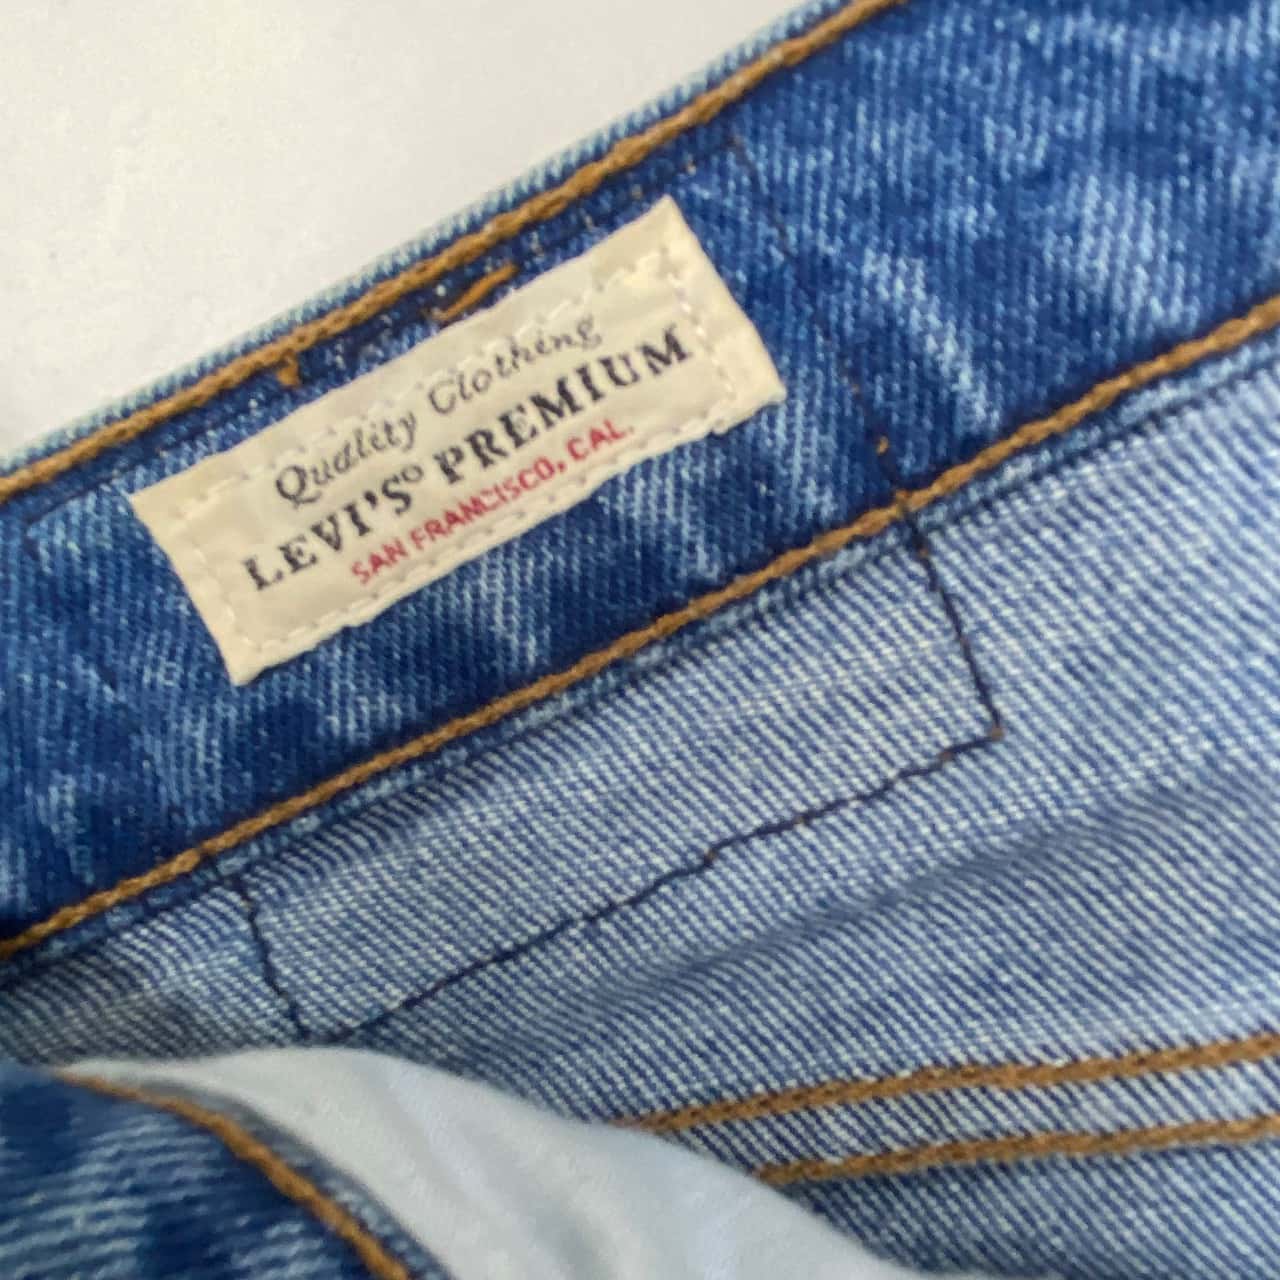 Quality Clothing
LEVI'S® PREMIUM
SAN FRANCISCO, CAL.